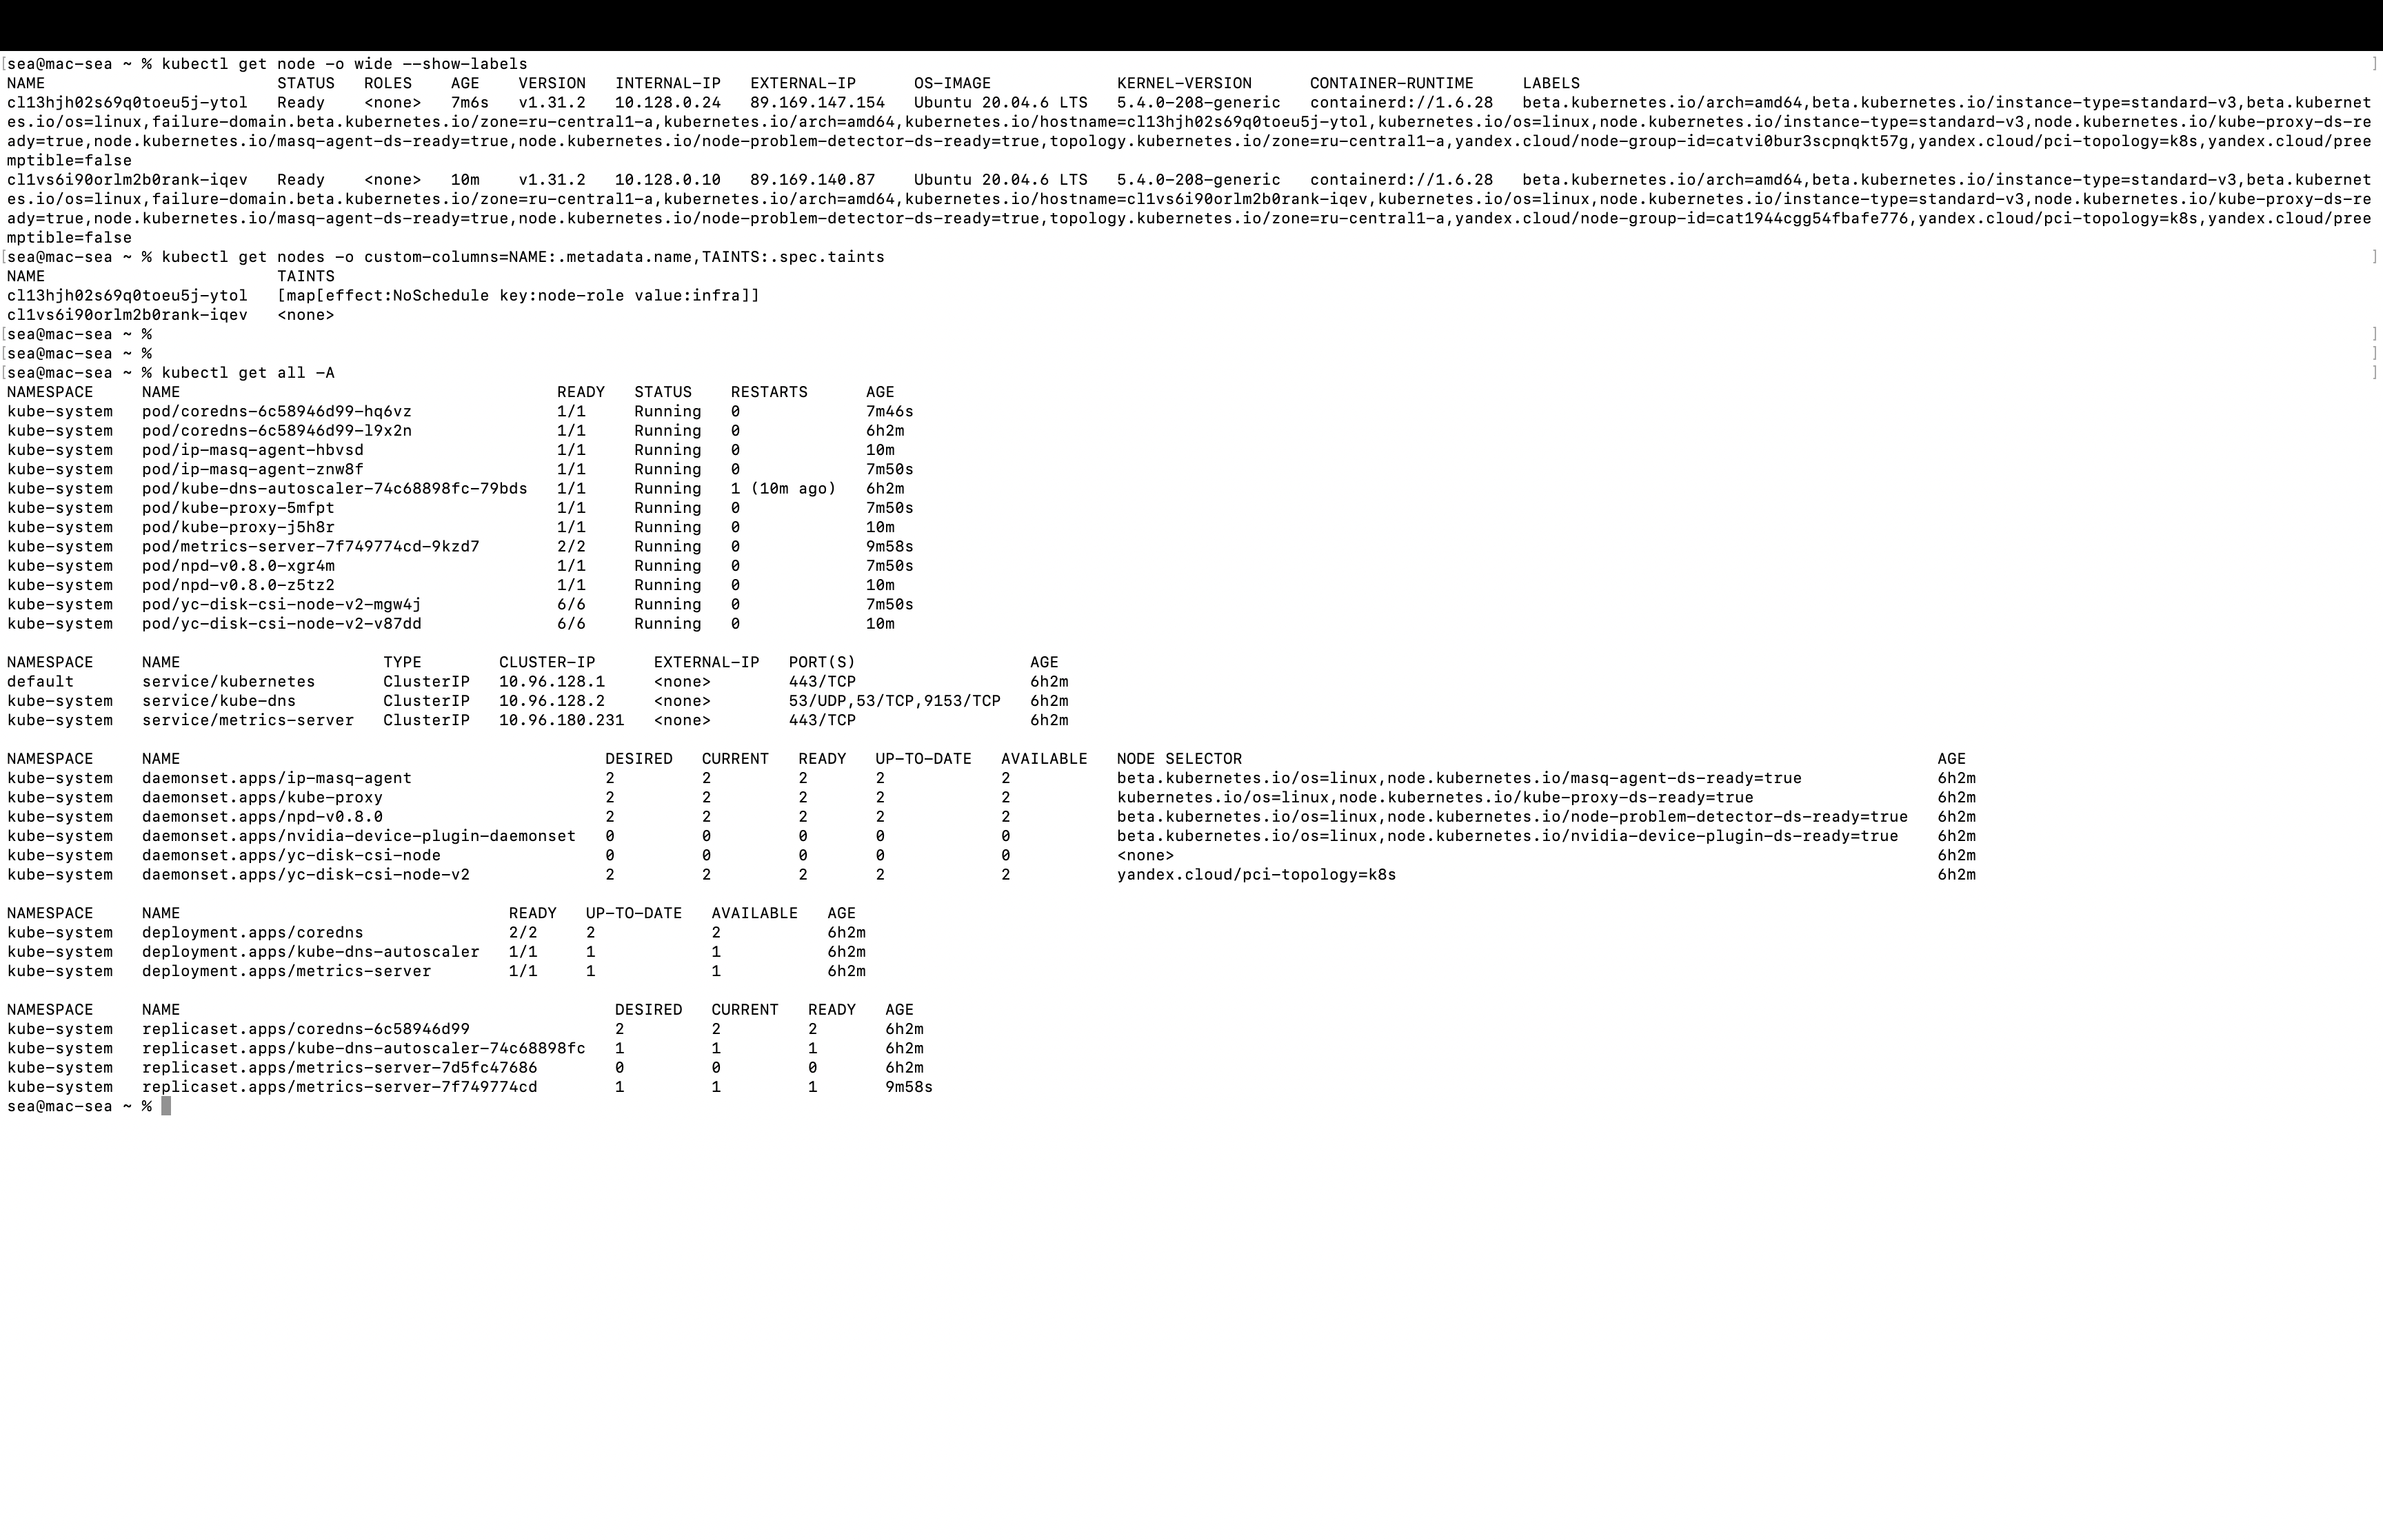 [sea@mac-sea ~ % kubectl get node -o wide --show-labels ]
NAME STATUS ROLES AGE VERSION INTERNAL-IP EXTERNAL-IP OS-IMAGE KERNEL-VERSION CONTAINER-RUNTIME LABELS
cl13hjh02s69q0toeu5j-ytol Ready <none> 7m6s v1.31.2 10.128.0.24 89.169.147.154 Ubuntu 20.04.6 LTS 5.4.0-208-generic containerd://1.6.28 beta.kubernetes.io/arch=amd64,beta.kubernetes.io/instance-type=standard-v3,beta.kubernet
es.io/os=linux,failure-domain.beta.kubernetes.io/zone=ru-central1-a,kubernetes.io/arch=amd64,kubernetes.io/hostname=cl13hjh02s69q0toeu5j-ytol,kubernetes.io/os=linux,node.kubernetes.io/instance-type=standard-v3,node.kubernetes.io/kube-proxy-ds-re
ady=true,node.kubernetes.io/masq-agent-ds-ready=true,node.kubernetes.io/node-problem-detector-ds-ready=true,topology.kubernetes.io/zone=ru-central1-a,yandex.cloud/node-group-id=catvi0bur3scpnqkt57g,yandex.cloud/pci-topology=k8s,yandex.cloud/pree
mptible=false
cl1vs6i90orlm2b0rank-iqev Ready <none> 10m v1.31.2 10.128.0.10 89.169.140.87 Ubuntu 20.04.6 LTS 5.4.0-208-generic containerd://1.6.28 beta.kubernetes.io/arch=amd64,beta.kubernetes.io/instance-type=standard-v3,beta.kubernet
es.io/os=linux,failure-domain.beta.kubernetes.io/zone=ru-central1-a,kubernetes.io/arch=amd64,kubernetes.io/hostname=cl1vs6i90orlm2b0rank-iqev,kubernetes.io/os=linux,node.kubernetes.io/instance-type=standard-v3,node.kubernetes.io/kube-proxy-ds-re
ady=true,node.kubernetes.io/masq-agent-ds-ready=true,node.kubernetes.io/node-problem-detector-ds-ready=true,topology.kubernetes.io/zone=ru-central1-a,yandex.cloud/node-group-id=cat1944cgg54fbafe776,yandex.cloud/pci-topology=k8s,yandex.cloud/pree
mptible=false
[sea@mac-sea ~ % kubectl get nodes -o custom-columns=NAME:.metadata.name,TAINTS:.spec.taints ]
NAME TAINTS
cl13hjh02s69q0toeu5j-ytol [map[effect:NoSchedule key:node-role value:infra]]
cl1vs6i90orlm2b0rank-iqev <none>
[sea@mac-sea ~ % ]
[sea@mac-sea ~ % ]
[sea@mac-sea ~ % kubectl get all -A ]
NAMESPACE NAME READY STATUS RESTARTS AGE
kube-system pod/coredns-6c58946d99-hq6vz 1/1 Running 0 7m46s
kube-system pod/coredns-6c58946d99-l9x2n 1/1 Running 0 6h2m
kube-system pod/ip-masq-agent-hbvsd 1/1 Running 0 10m
kube-system pod/ip-masq-agent-znw8f 1/1 Running 0 7m50s
kube-system pod/kube-dns-autoscaler-74c68898fc-79bds 1/1 Running 1 (10m ago) 6h2m
kube-system pod/kube-proxy-5mfpt 1/1 Running 0 7m50s
kube-system pod/kube-proxy-j5h8r 1/1 Running 0 10m
kube-system pod/metrics-server-7f749774cd-9kzd7 2/2 Running 0 9m58s
kube-system pod/npd-v0.8.0-xgr4m 1/1 Running 0 7m50s
kube-system pod/npd-v0.8.0-z5tz2 1/1 Running 0 10m
kube-system pod/yc-disk-csi-node-v2-mgw4j 6/6 Running 0 7m50s
kube-system pod/yc-disk-csi-node-v2-v87dd 6/6 Running 0 10m
NAMESPACE NAME TYPE CLUSTER-IP EXTERNAL-IP PORT(S) AGE
default service/kubernetes ClusterIP 10.96.128.1 <none> 443/TCP 6h2m
kube-system service/kube-dns ClusterIP 10.96.128.2 <none> 53/UDP,53/TCP,9153/TCP 6h2m
kube-system service/metrics-server ClusterIP 10.96.180.231 <none> 443/TCP 6h2m
NAMESPACE NAME DESIRED CURRENT READY UP-TO-DATE AVAILABLE NODE SELECTOR AGE
kube-system daemonset.apps/ip-masq-agent 2 2 2 2 2 beta.kubernetes.io/os=linux,node.kubernetes.io/masq-agent-ds-ready=true 6h2m
kube-system daemonset.apps/kube-proxy 2 2 2 2 2 kubernetes.io/os=linux,node.kubernetes.io/kube-proxy-ds-ready=true 6h2m
kube-system daemonset.apps/npd-v0.8.0 2 2 2 2 2 beta.kubernetes.io/os=linux,node.kubernetes.io/node-problem-detector-ds-ready=true 6h2m
kube-system daemonset.apps/nvidia-device-plugin-daemonset 0 0 0 0 0 beta.kubernetes.io/os=linux,node.kubernetes.io/nvidia-device-plugin-ds-ready=true 6h2m
kube-system daemonset.apps/yc-disk-csi-node 0 0 0 0 0 <none> 6h2m
kube-system daemonset.apps/yc-disk-csi-node-v2 2 2 2 2 2 yandex.cloud/pci-topology=k8s 6h2m
NAMESPACE NAME READY UP-TO-DATE AVAILABLE AGE
kube-system deployment.apps/coredns 2/2 2 2 6h2m
kube-system deployment.apps/kube-dns-autoscaler 1/1 1 1 6h2m
kube-system deployment.apps/metrics-server 1/1 1 1 6h2m
NAMESPACE NAME DESIRED CURRENT READY AGE
kube-system replicaset.apps/coredns-6c58946d99 2 2 2 6h2m
kube-system replicaset.apps/kube-dns-autoscaler-74c68898fc 1 1 1 6h2m
kube-system replicaset.apps/metrics-server-7d5fc47686 0 0 0 6h2m
kube-system replicaset.apps/metrics-server-7f749774cd 1 1 1 9m58s
sea@mac-sea ~ %